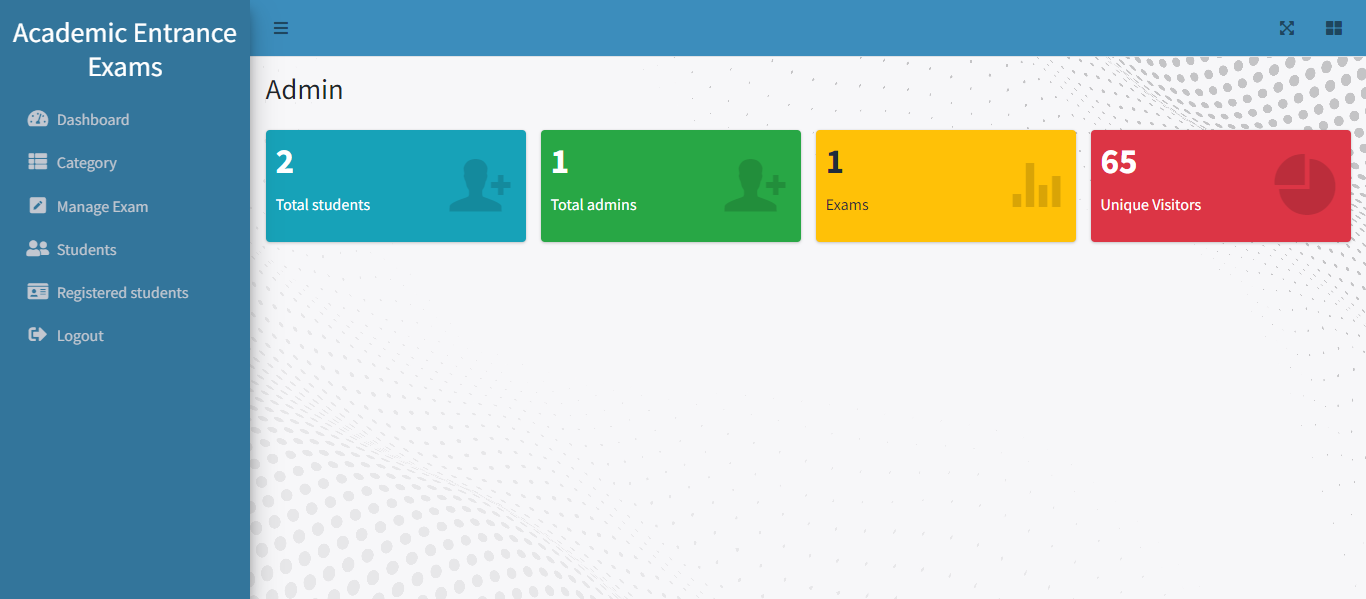 Academic Entrance
Exams
Dashboard
Category
Manage Exam
Students
Registered students
Logout
Admin
2
Total students
1
Total admins
1
Exams
65
Unique Visitors